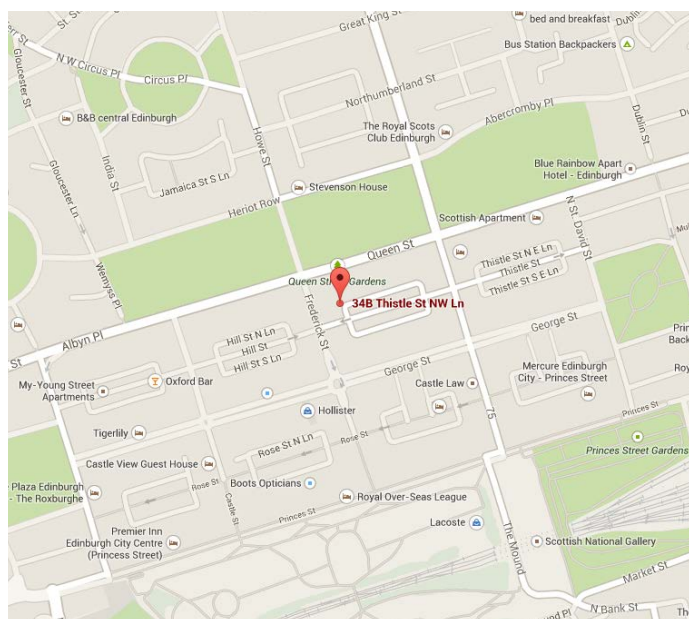 Great King St
bed and breakfast
Dublin
Bus Station Backpackers
N W Circus Pl
Circus Pl
Gloucester St
Northumberland St
Abercromby Pl
B&B central Edinburgh
Howe St
The Royal Scots
Club Edinburgh
Dublin St
India St
Gloucester Ln
Jamaica St S Ln
Stevenson House
Blue Rainbow Apart
Hotel - Edinburgh
Heriot Row
Scottish Apartment
N St. David St
Queen St
Wemyss Pl
Thistle St N E Ln
Thistle St
Thistle St S E Ln
Queen Street Gardens
34B Thistle St NW Ln
Frederick St
Albyn Pl
Hill St N Ln
Hill St
Hill St S Ln
George St
St
George St
My-Young Street
Apartments
Oxford Bar
Castle Law
Mercure Edinburgh
City - Princes Street
75
Princes St
Hollister
Tigerlily
Rose St N Ln
Rose St
Princes Street Gardens
Castle View Guest House
Plaza Edinburgh
- The Roxburghe
Rose St
Boots Opticians
Castle St
Royal Over-Seas League
Princes St
Lacoste
The Mound
Premier Inn
Edinburgh City Centre
(Princess Street)
Scottish National Gallery
Market St
N Bank St